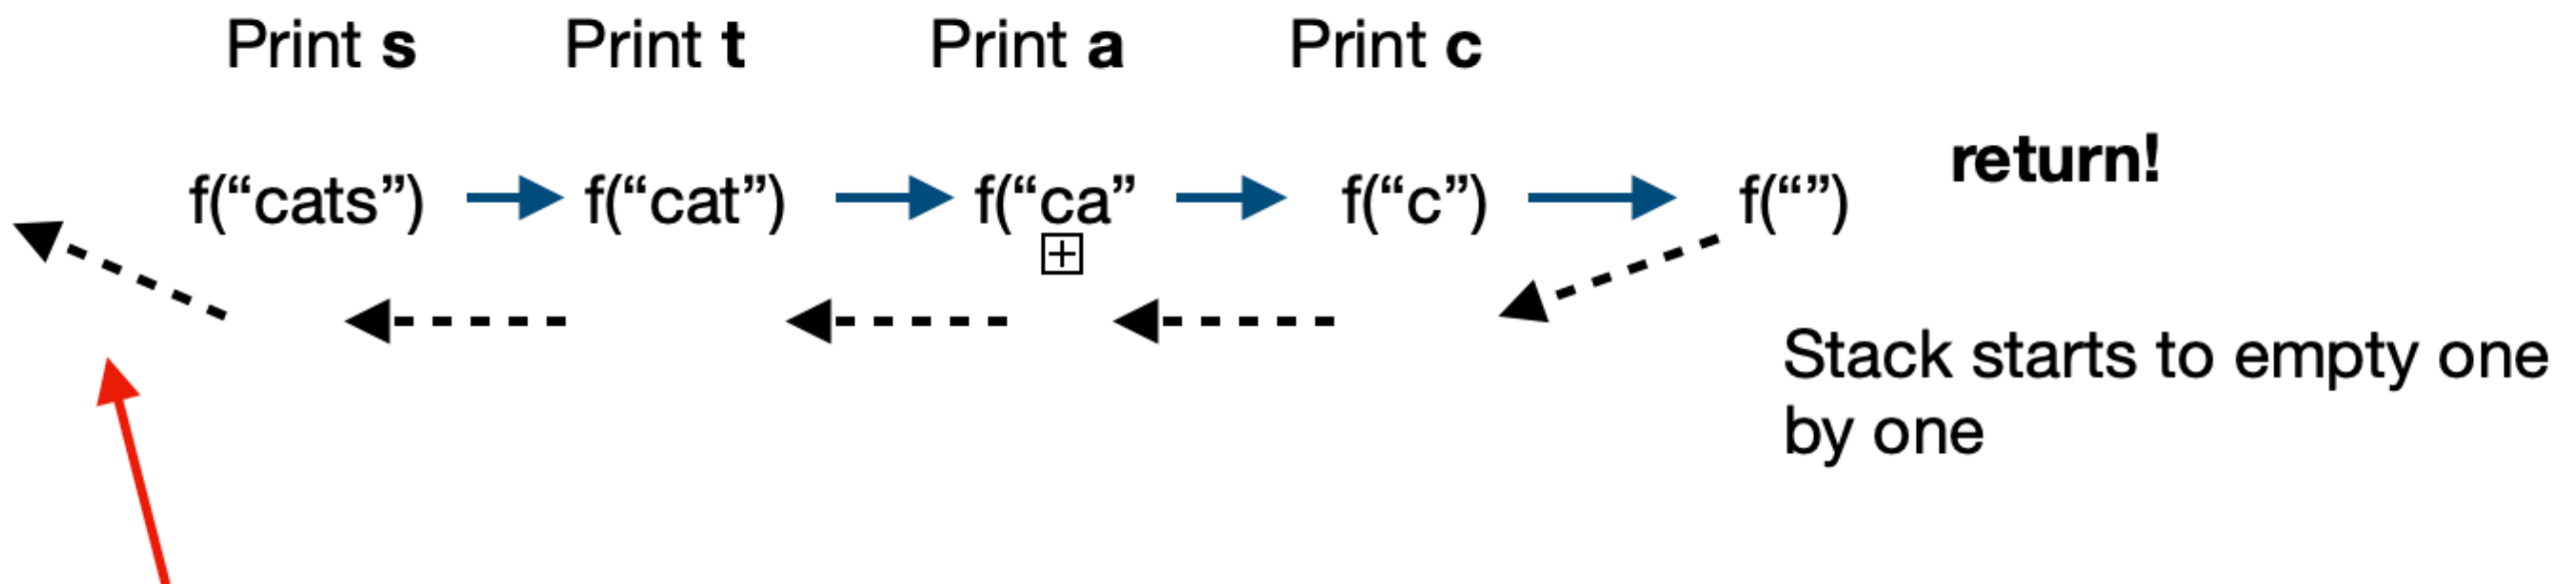 Print s Print t Print a Print c
return!
f(“cats”) f(“cat”) f(“ca” f(“c”) f(“”)
Stack starts to empty one
by one